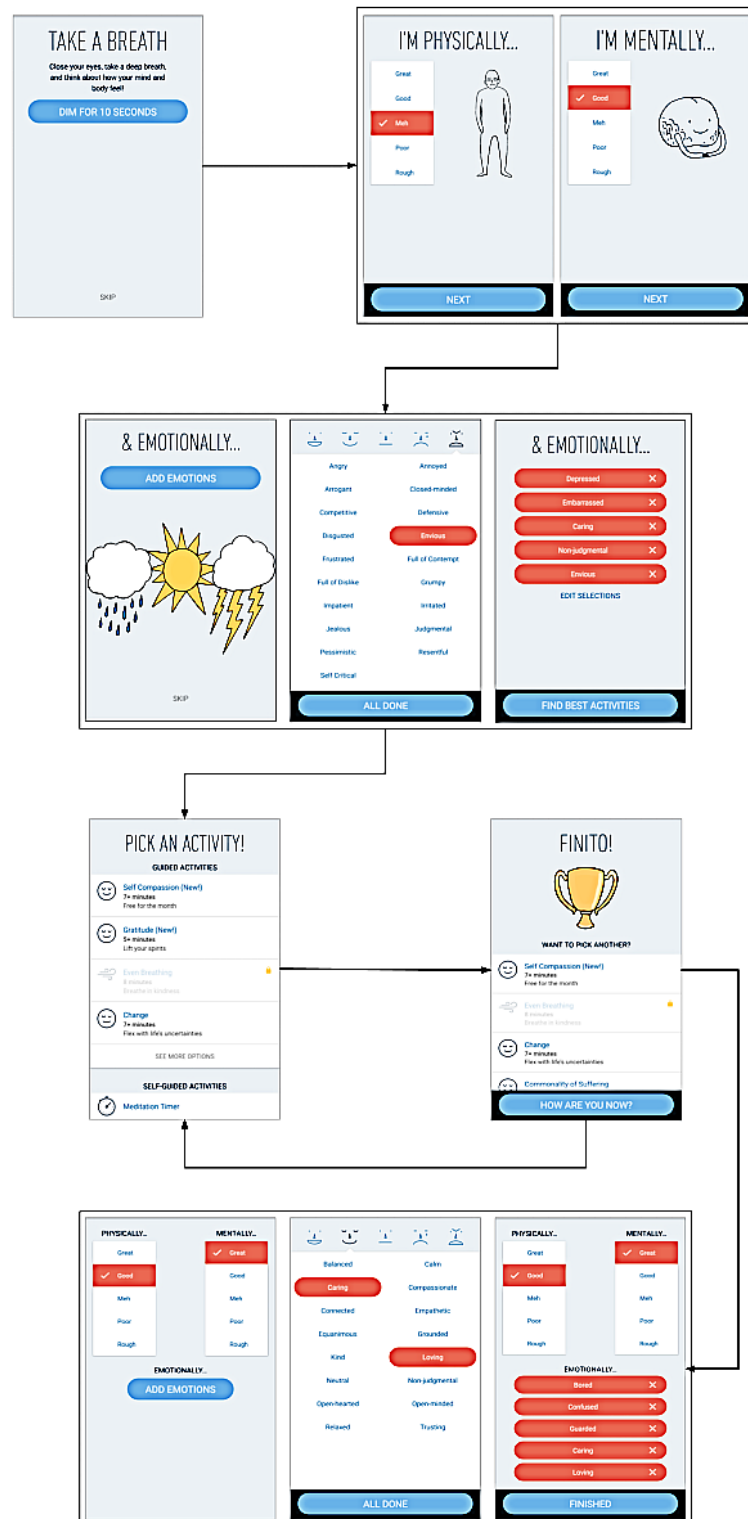 TAKE A BREATH
Close your eyes, take a deep breath,
and think about how your mind and
body feel!
DIM FOR 10 SECONDS
SKIP
I'M PHYSICALLY...
Great
Good
Meh
Poor
Rough
NEXT
I'M MENTALLY...
Great
Good
Meh
Poor
Rough
NEXT
& EMOTIONALLY...
ADD EMOTIONS
SKIP
Angry
Annoyed
Arrogant
Closed-minded
Competitive
Defensive
Disgusted
Envious
Frustrated
Full of Contempt
Full of Dislike
Grumpy
Impatient
Irritated
Jealous
Judgmental
Pessimistic
Resentful
Self Critical
ALL DONE
& EMOTIONALLY...
Depressed
Embarrassed
Caring
Non-judgmental
Envious
EDIT SELECTIONS
FIND BEST ACTIVITIES
PICK AN ACTIVITY!
GUIDED ACTIVITIES
Self Compassion (New!)
7+ minutes
Free for the month
Gratitude (New!)
5+ minutes
Lift your spirits
Even Breathing
8 minutes
Breathe in kindness
Change
7+ minutes
Flex with life's uncertainties
SEE MORE OPTIONS
SELF-GUIDED ACTIVITIES
Meditation Timer
FINITO!
WANT TO PICK ANOTHER?
Self Compassion (New!)
7+ minutes
Free for the month
Even Breathing
8 minutes
Breathe in kindness
Change
7+ minutes
Flex with life's uncertainties
Commonality of Suffering
HOW ARE YOU NOW?
PHYSICALLY...
Great
Good
Meh
Poor
Rough
MENTALLY...
Great
Good
Meh
Poor
Rough
EMOTIONALLY...
ADD EMOTIONS
Balanced
Calm
Caring
Compassionate
Connected
Empathetic
Equanimous
Grounded
Kind
Loving
Neutral
Non-judgmental
Open-hearted
Open-minded
Relaxed
Trusting
ALL DONE
PHYSICALLY...
Great
Good
Meh
Poor
Rough
MENTALLY...
Great
Good
Meh
Poor
Rough
EMOTIONALLY...
Bored
Confused
Guarded
Caring
Loving
FINISHED